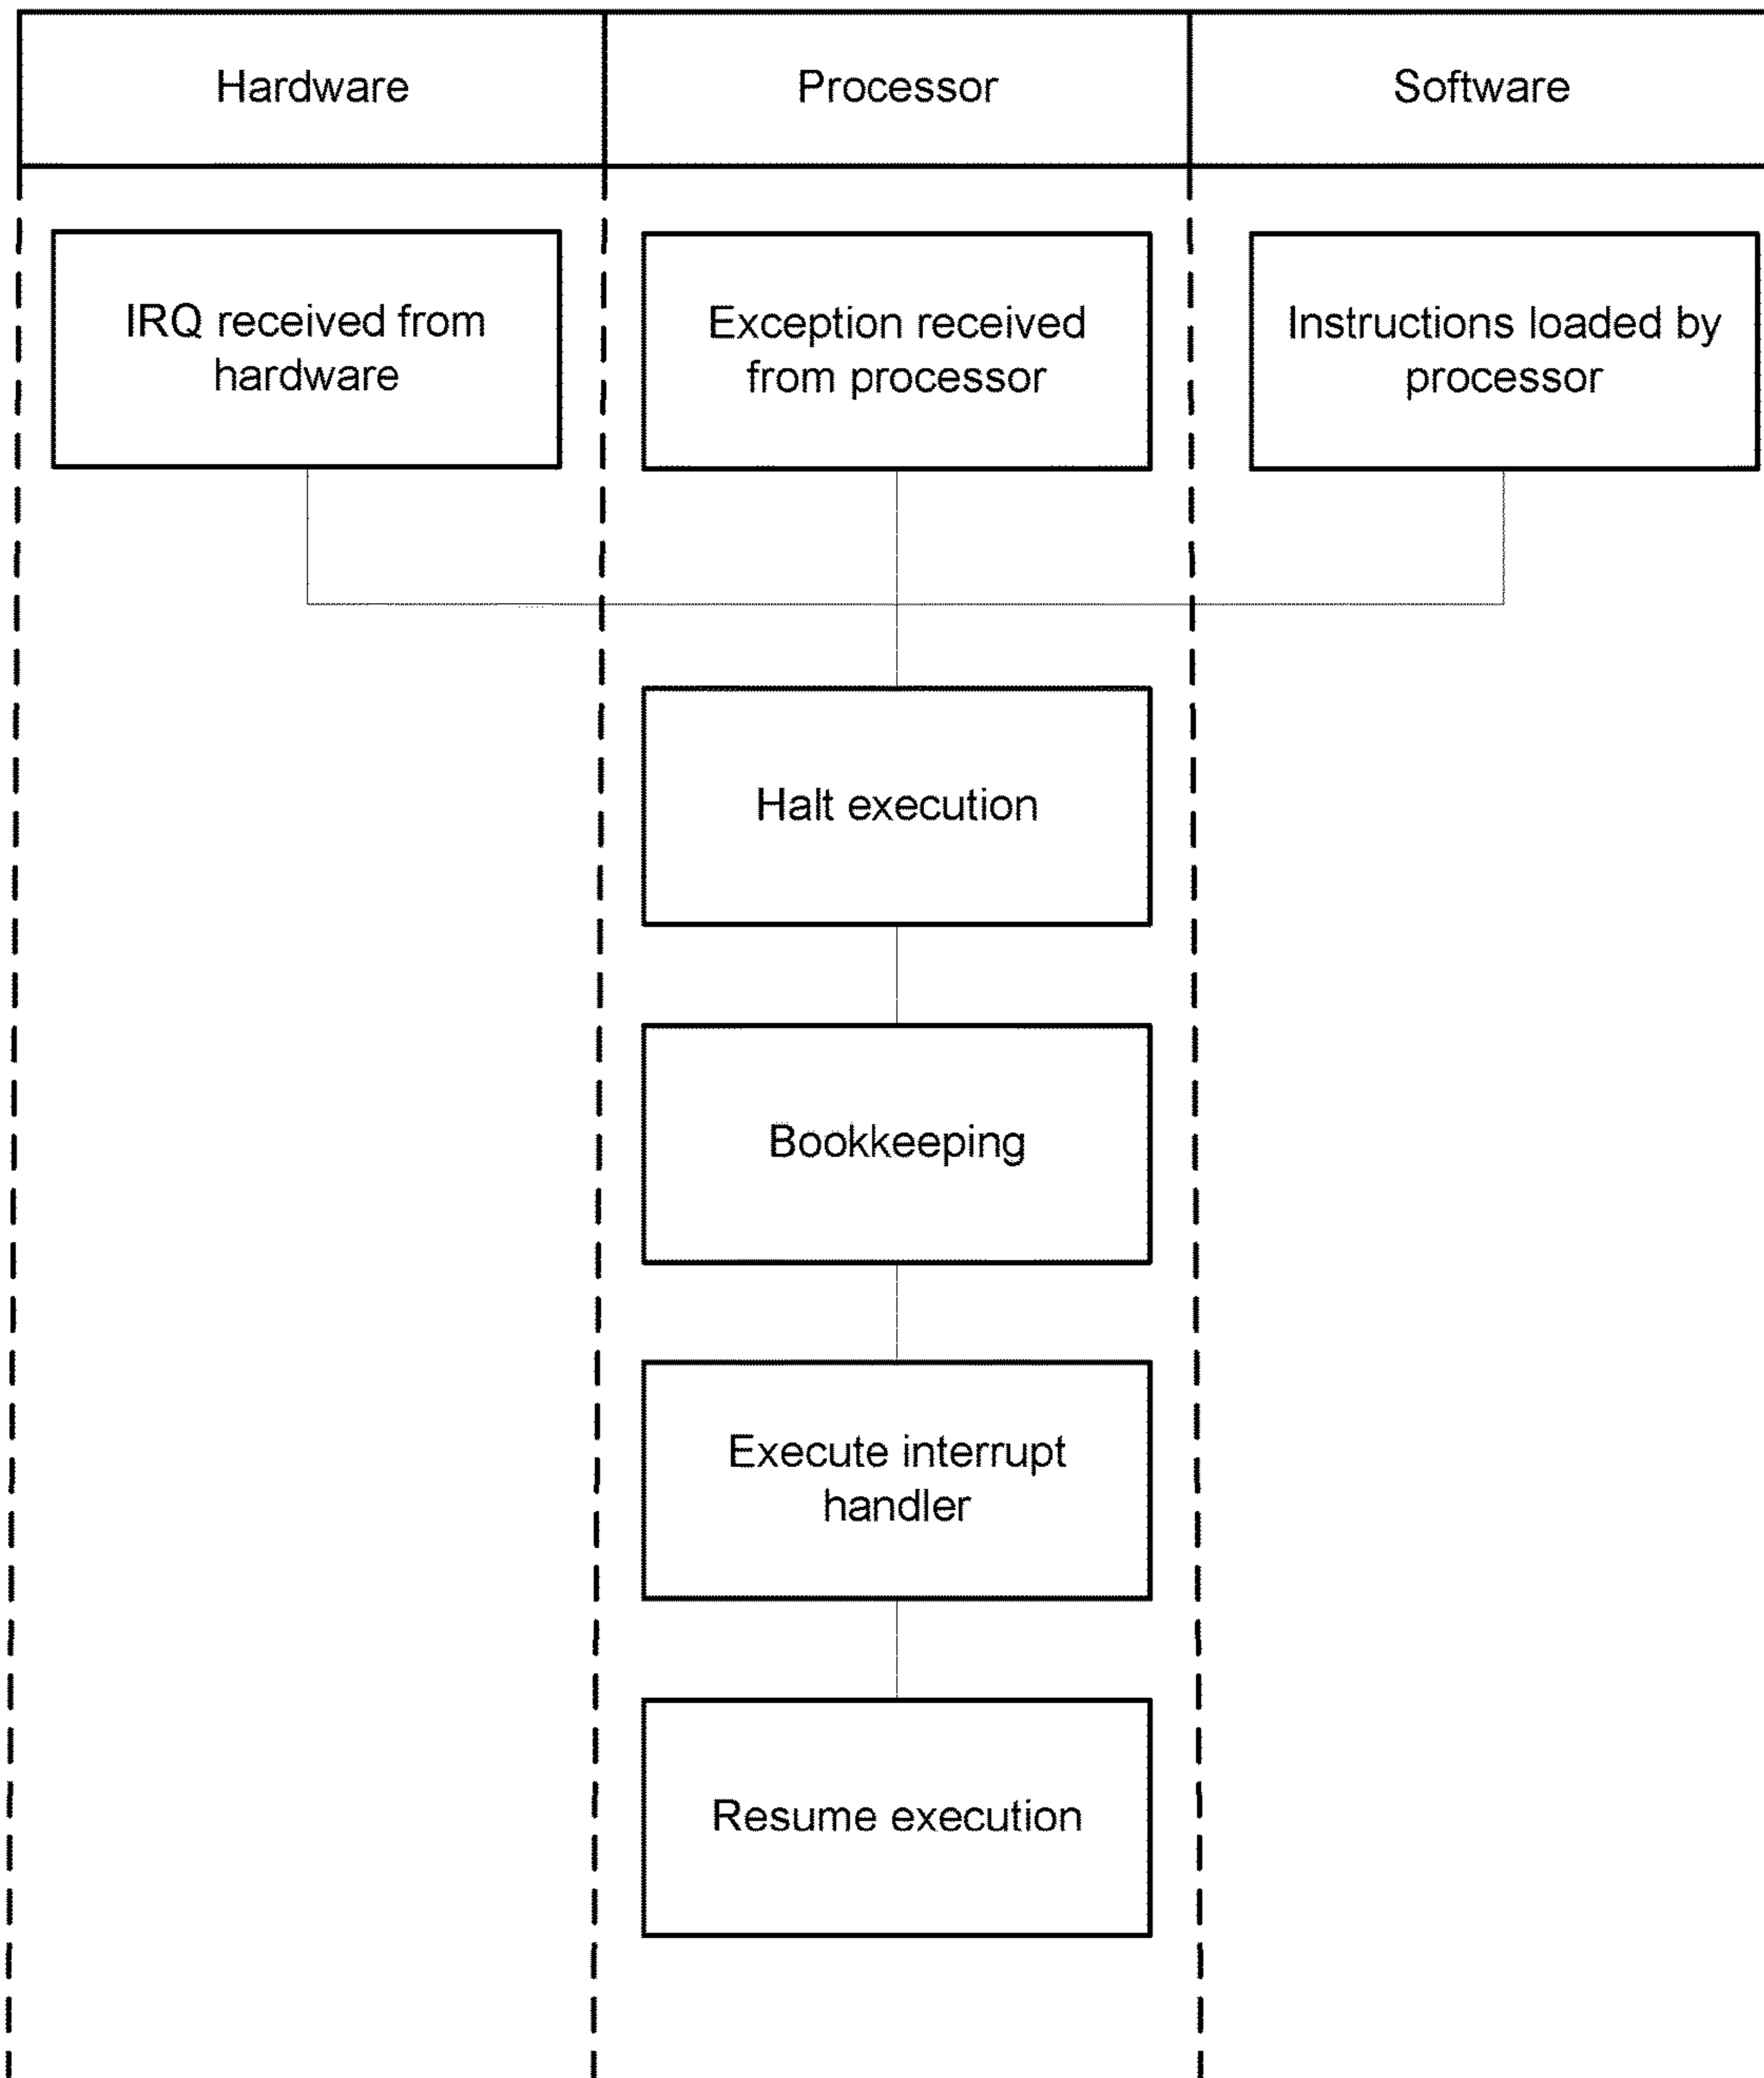 Hardware
Processor
Software
IRQ received from
hardware
Exception received
from processor
Instructions loaded by
processor
Halt execution
Bookkeeping
Execute interrupt
handler
Resume execution